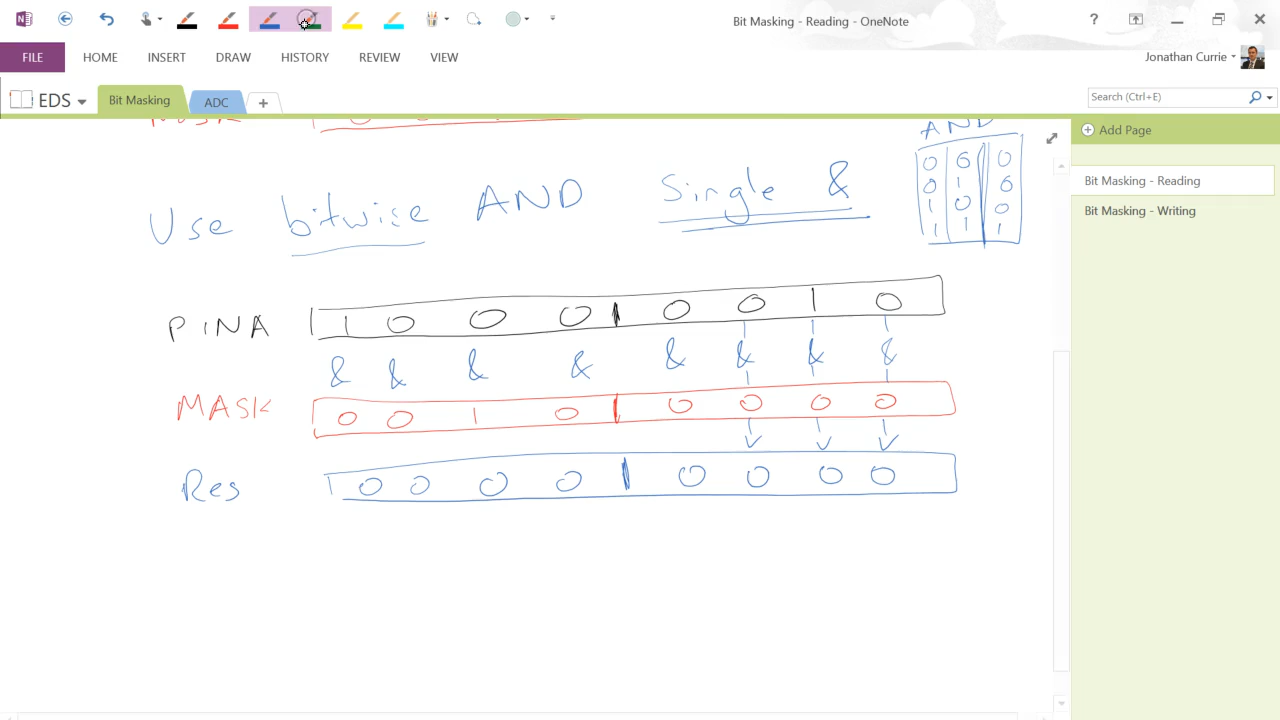 Bit Masking - Reading - OneNote
?
FILE HOME INSERT DRAW HISTORY REVIEW VIEW
Jonathan Currie
EDS Bit Masking ADC +
Search (Ctrl+E)
Add Page
Bit Masking - Reading
Bit Masking - Writing
AND
0 0 0
0 1 0
1 0 0
1 1 1
Use bitwise AND Single &
PINA 1 0 0 0 0 0 1 0
& & & & & & & &
MASK 0 0 1 0 0 0 0 0
Res 0 0 0 0 0 0 0 0